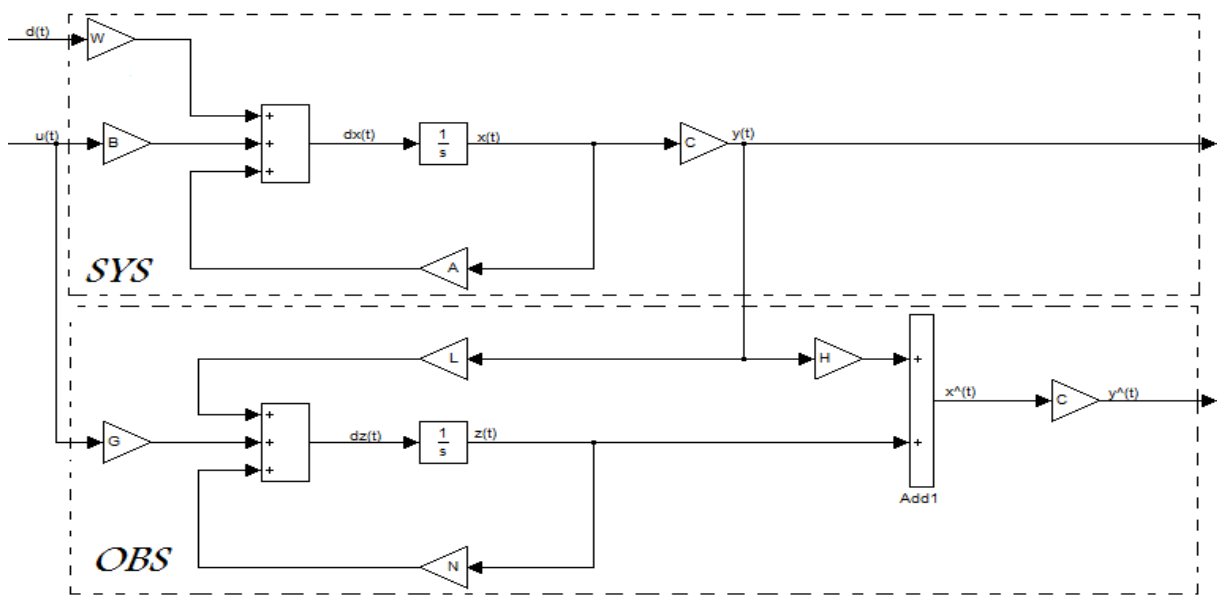 d(t)
W
+
u(t)
B
+
dx(t)
1
s
x(t)
C
y(t)
+
A
SYS
L
H
+
x^(t)
C
y^(t)
+
G
+
dz(t)
1
s
z(t)
+
+
Add1
N
OBS